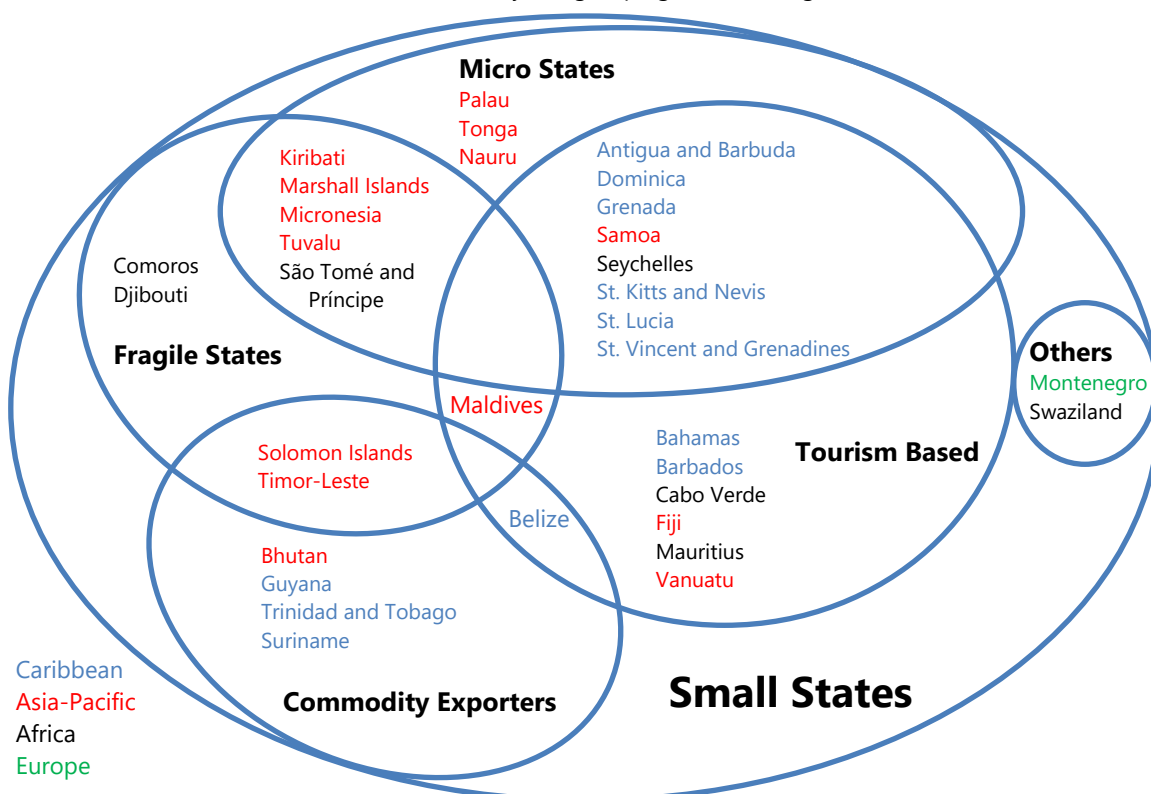 Micro States
Palau
Tonga
Nauru
Kiribati
Marshall Islands
Micronesia
Tuvalu
São Tomé and
Príncipe
Antigua and Barbuda
Dominica
Grenada
Samoa
Seychelles
St. Kitts and Nevis
St. Lucia
St. Vincent and Grenadines
Comoros
Djibouti
Fragile States
Others
Montenegro
Swaziland
Maldives
Solomon Islands
Timor-Leste
Bahamas
Barbados
Cabo Verde
Fiji
Mauritius
Vanuatu
Tourism Based
Belize
Bhutan
Guyana
Trinidad and Tobago
Suriname
Commodity Exporters
Small States
Caribbean
Asia-Pacific
Africa
Europe